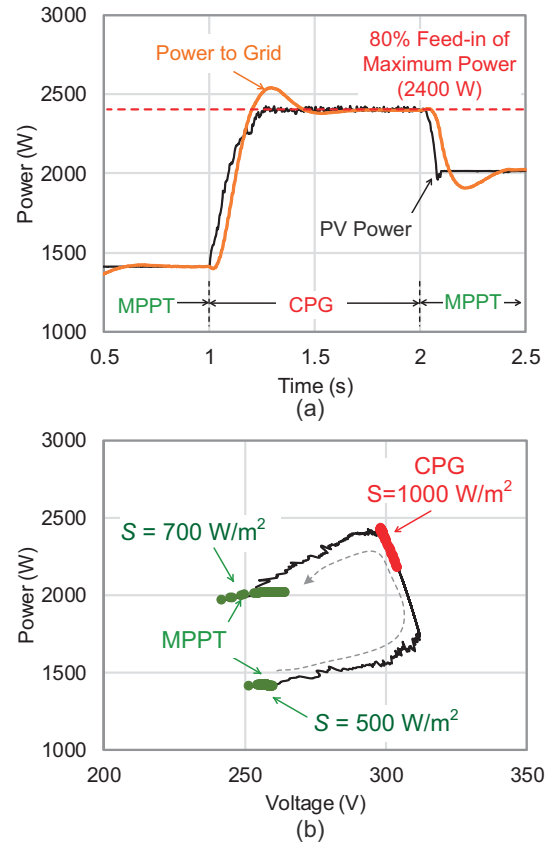 (a)
3000
2500
2000
1500
1000
Power (W)
Power to Grid
80% Feed-in of
Maximum Power
(2400 W)
PV Power
MPPT
CPG
MPPT
0.5
1
1.5
2
2.5
Time (s)
(a)
3000
2500
2000
1500
1000
Power (W)
CPG
S=1000 W/m²
S = 700 W/m²
MPPT
S = 500 W/m²
200
250
300
350
Voltage (V)
(b)